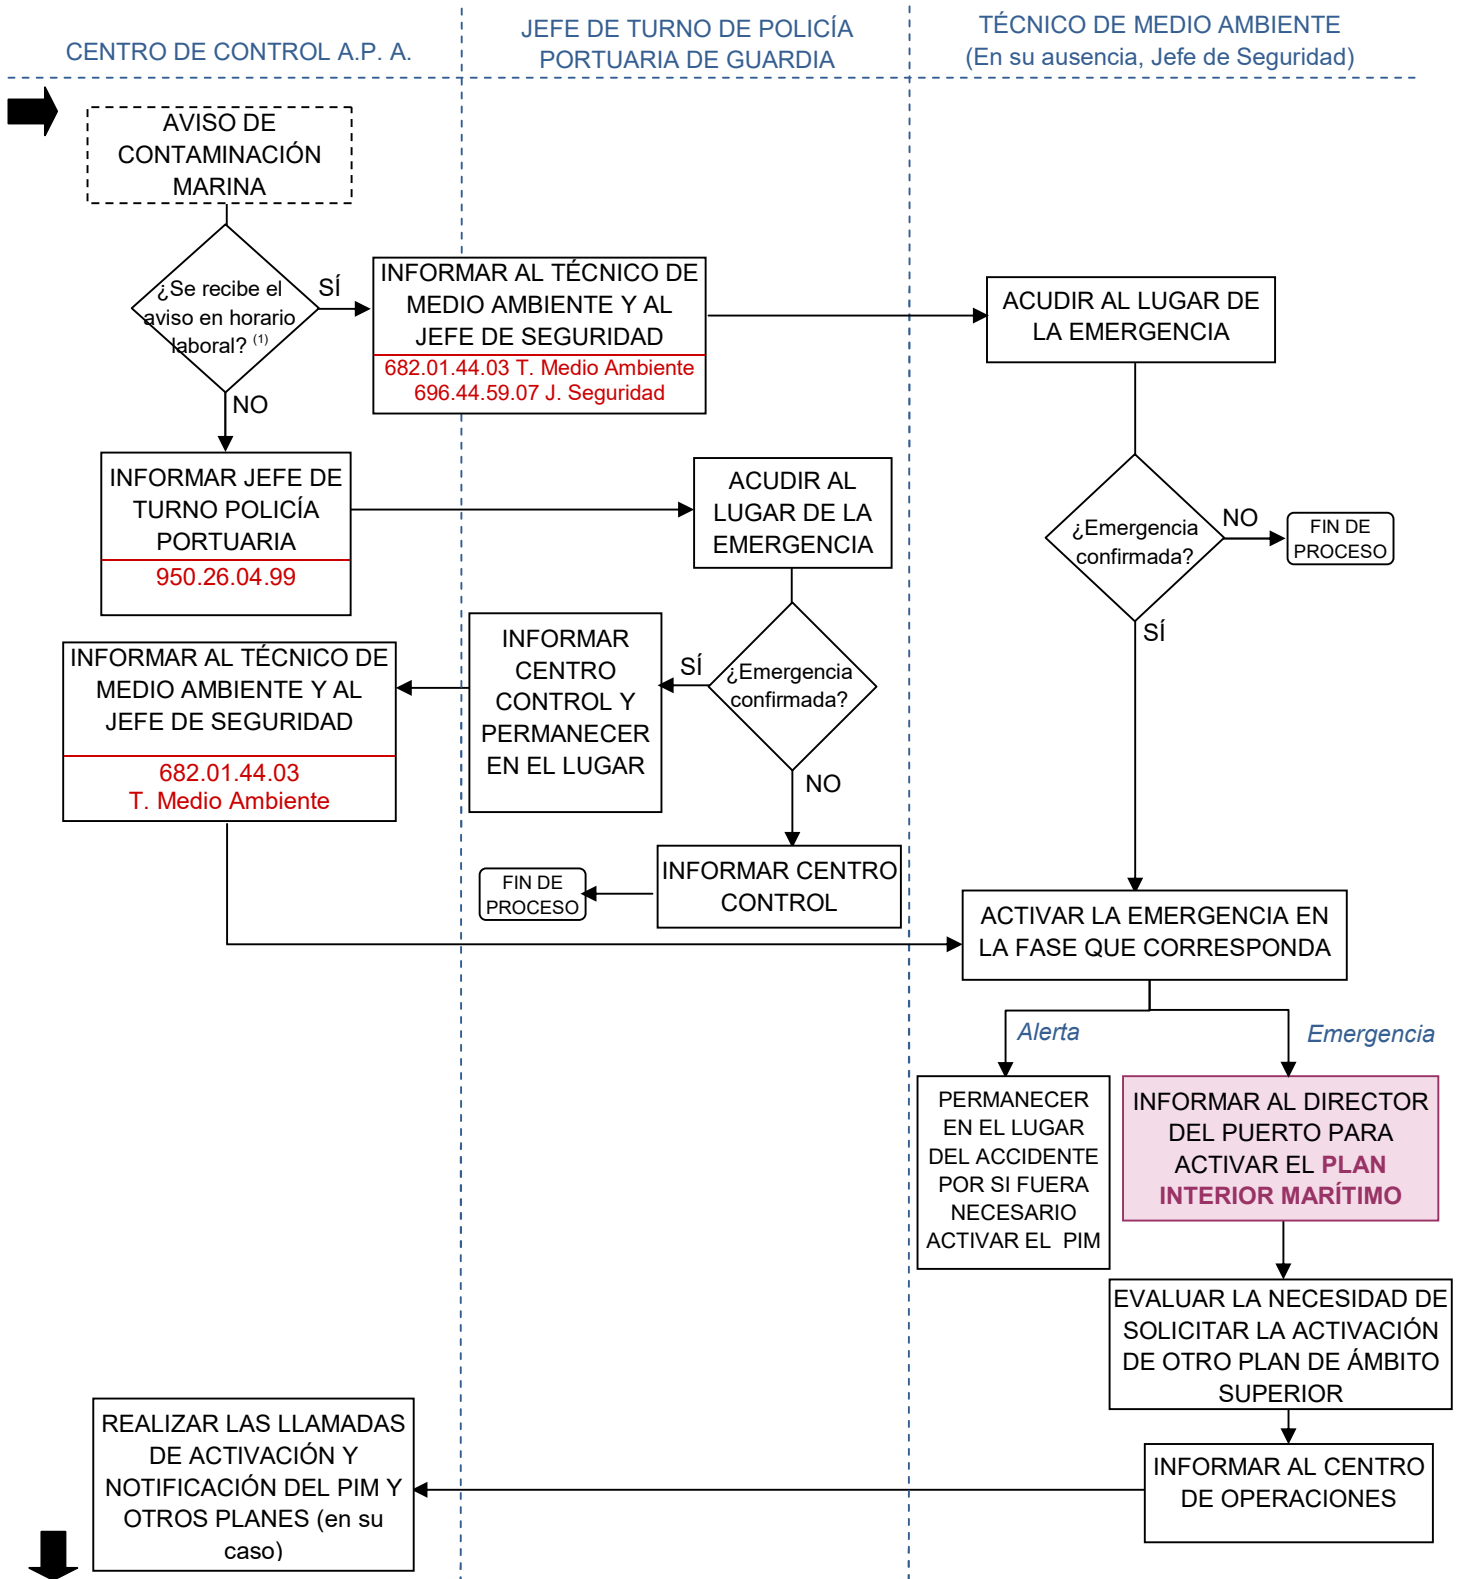 CENTRO DE CONTROL A.P. A.
JEFE DE TURNO DE POLICÍA
PORTUARIA DE GUARDIA
TÉCNICO DE MEDIO AMBIENTE
(En su ausencia, Jefe de Seguridad)
AVISO DE
CONTAMINACIÓN
MARINA
¿Se recibe el
aviso en horario
laboral? (1)
SÍ
NO
INFORMAR AL TÉCNICO DE
MEDIO AMBIENTE Y AL
JEFE DE SEGURIDAD
682.01.44.03 T. Medio Ambiente
696.44.59.07 J. Seguridad
ACUDIR AL LUGAR DE
LA EMERGENCIA
INFORMAR JEFE DE
TURNO POLICÍA
PORTUARIA
950.26.04.99
ACUDIR AL
LUGAR DE LA
EMERGENCIA
¿Emergencia
confirmada?
NO
FIN DE
PROCESO
SÍ
INFORMAR AL TÉCNICO DE
MEDIO AMBIENTE Y AL
JEFE DE SEGURIDAD
682.01.44.03
T. Medio Ambiente
INFORMAR
CENTRO
CONTROL Y
PERMANECER
EN EL LUGAR
SÍ
¿Emergencia
confirmada?
NO
INFORMAR CENTRO
CONTROL
FIN DE
PROCESO
ACTIVAR LA EMERGENCIA EN
LA FASE QUE CORRESPONDA
Alerta
Emergencia
PERMANECER
EN EL LUGAR
DEL ACCIDENTE
POR SI FUERA
NECESARIO
ACTIVAR EL PIM
INFORMAR AL DIRECTOR
DEL PUERTO PARA
ACTIVAR EL PLAN
INTERIOR MARÍTIMO
EVALUAR LA NECESIDAD DE
SOLICITAR LA ACTIVACIÓN
DE OTRO PLAN DE ÁMBITO
SUPERIOR
INFORMAR AL CENTRO
DE OPERACIONES
REALIZAR LAS LLAMADAS
DE ACTIVACIÓN Y
NOTIFICACIÓN DEL PIM Y
OTROS PLANES (en su
caso)